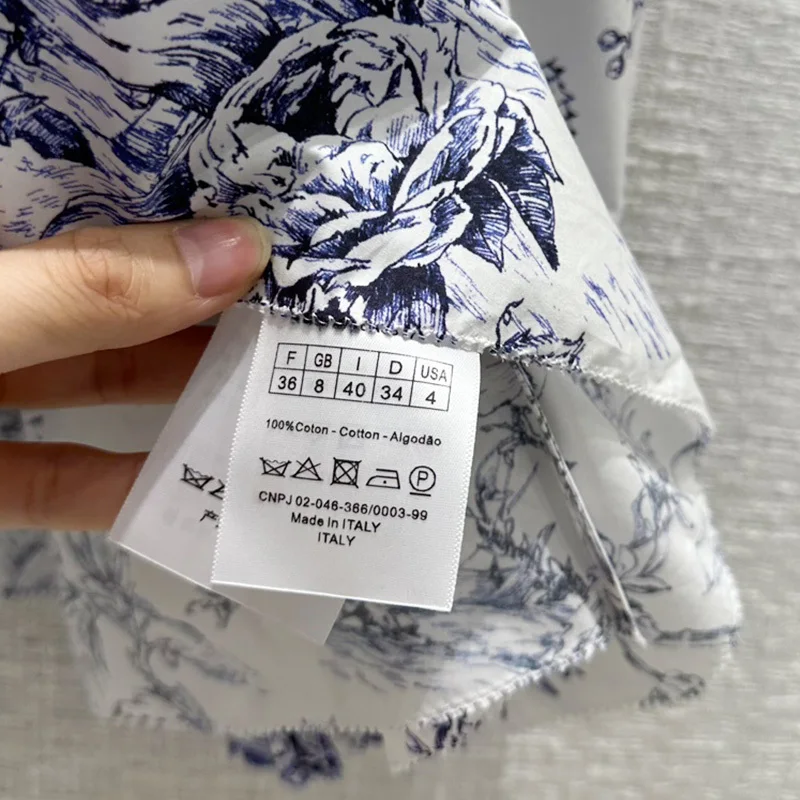 F GB I D USA
36 8 40 34 4
100%Coton - Cotton - Algodão
P
CNPJ 02-046-366/0003-99
Made in ITALY
ITALY